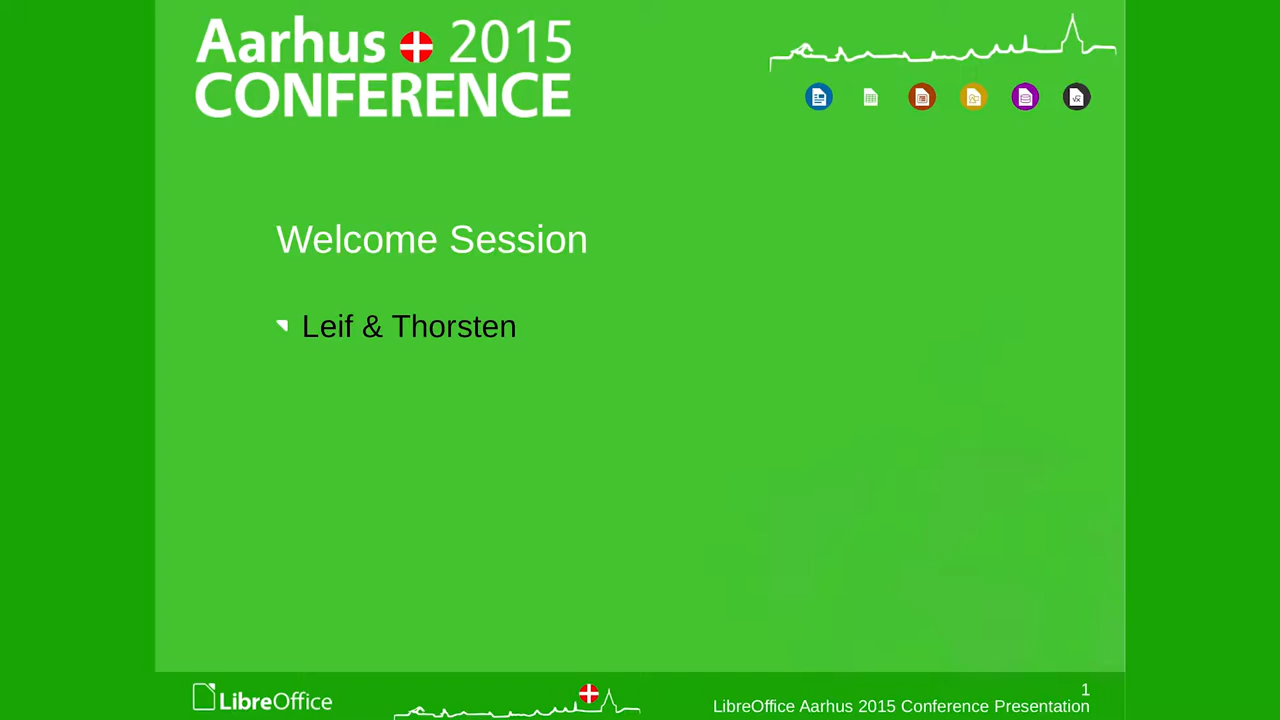 Aarhus 2015
CONFERENCE
Welcome Session
Leif & Thorsten
LibreOffice
1
LibreOffice Aarhus 2015 Conference Presentation